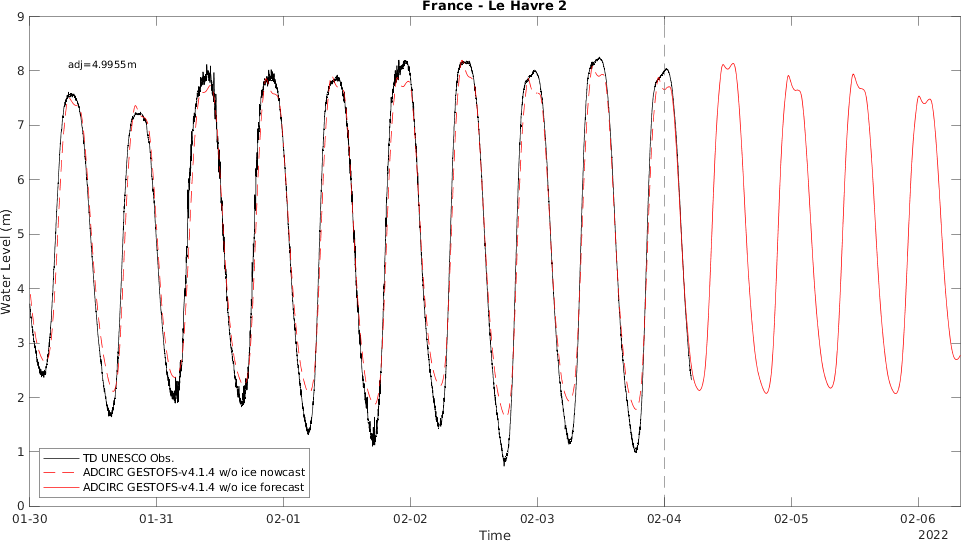 France - Le Havre 2
9
8
7
6
5
4
3
2
1
0
adj=4.9955m
Water Level (m)
TD UNESCO Obs.
ADCIRC GESTOFS-v4.1.4 w/o ice nowcast
ADCIRC GESTOFS-v4.1.4 w/o ice forecast
01-30 01-31 02-01 02-02 02-03 02-04 02-05 02-06
Time
2022